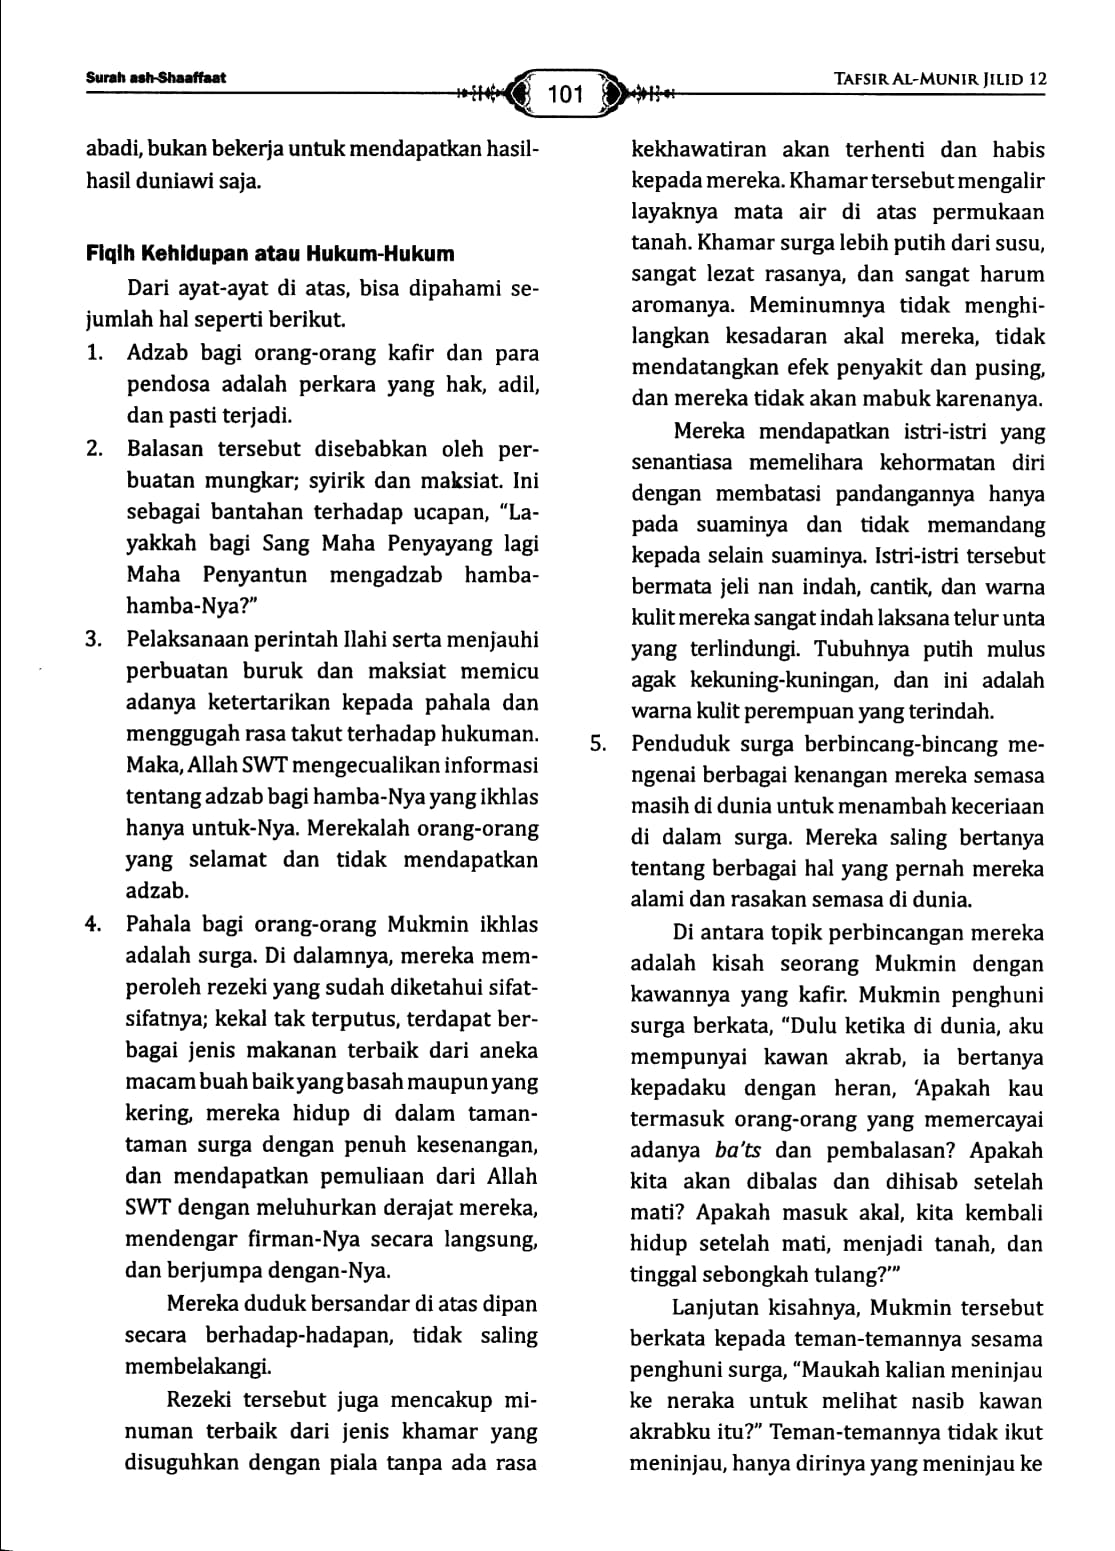 Surah ash-Shaaffaat
101
TAFSIR AL-MUNIR JILID 12
abadi, bukan bekerja untuk mendapatkan hasil-
hasil duniawi saja.
Fiqih Kehidupan atau Hukum-Hukum
Dari ayat-ayat di atas, bisa dipahami se-
jumlah hal seperti berikut.
1. Adzab bagi orang-orang kafir dan para
pendosa adalah perkara yang hak, adil,
dan pasti terjadi.
2. Balasan tersebut disebabkan oleh per-
buatan mungkar; syirik dan maksiat. Ini
sebagai bantahan terhadap ucapan, “La-
yakkah bagi Sang Maha Penyayang lagi
Maha Penyantun mengadzab hamba-
hamba-Nya?”
3. Pelaksanaan perintah Ilahi serta menjauhi
perbuatan buruk dan maksiat memicu
adanya ketertarikan kepada pahala dan
menggugah rasa takut terhadap hukuman.
Maka, Allah SWT mengecualikan informasi
tentang adzab bagi hamba-Nya yang ikhlas
hanya untuk-Nya. Merekalah orang-orang
yang selamat dan tidak mendapatkan
adzab.
4. Pahala bagi orang-orang Mukmin ikhlas
adalah surga. Di dalamnya, mereka mem-
peroleh rezeki yang sudah diketahui sifat-
sifatnya; kekal tak terputus, terdapat ber-
bagai jenis makanan terbaik dari aneka
macam buah baik yang basah maupun yang
kering, mereka hidup di dalam taman-
taman surga dengan penuh kesenangan,
dan mendapatkan pemuliaan dari Allah
SWT dengan meluhurkan derajat mereka,
mendengar firman-Nya secara langsung,
dan berjumpa dengan-Nya.
Mereka duduk bersandar di atas dipan
secara berhadap-hadapan, tidak saling
membelakangi.
Rezeki tersebut juga mencakup mi-
numan terbaik dari jenis khamar yang
disuguhkan dengan piala tanpa ada rasa
kekhawatiran akan terhenti dan habis
kepada mereka. Khamar tersebut mengalir
layaknya mata air di atas permukaan
tanah. Khamar surga lebih putih dari susu,
sangat lezat rasanya, dan sangat harum
aromanya. Meminumnya tidak menghi-
langkan kesadaran akal mereka, tidak
mendatangkan efek penyakit dan pusing,
dan mereka tidak akan mabuk karenanya.
Mereka mendapatkan istri-istri yang
senantiasa memelihara kehormatan diri
dengan membatasi pandangannya hanya
pada suaminya dan tidak memandang
kepada selain suaminya. Istri-istri tersebut
bermata jeli nan indah, cantik, dan warna
kulit mereka sangat indah laksana telur unta
yang terlindungi. Tubuhnya putih mulus
agak kekuning-kuningan, dan ini adalah
warna kulit perempuan yang terindah.
5. Penduduk surga berbincang-bincang me-
ngenai berbagai kenangan mereka semasa
masih di dunia untuk menambah keceriaan
di dalam surga. Mereka saling bertanya
tentang berbagai hal yang pernah mereka
alami dan rasakan semasa di dunia.
Di antara topik perbincangan mereka
adalah kisah seorang Mukmin dengan
kawannya yang kafir. Mukmin penghuni
surga berkata, “Dulu ketika di dunia, aku
mempunyai kawan akrab, ia bertanya
kepadaku dengan heran, ‘Apakah kau
termasuk orang-orang yang memercayai
adanya ba’ts dan pembalasan? Apakah
kita akan dibalas dan dihisab setelah
mati? Apakah masuk akal, kita kembali
hidup setelah mati, menjadi tanah, dan
tinggal sebongkah tulang?’”
Lanjutan kisahnya, Mukmin tersebut
berkata kepada teman-temannya sesama
penghuni surga, “Maukah kalian meninjau
ke neraka untuk melihat nasib kawan
akrabku itu?” Teman-temannya tidak ikut
meninjau, hanya dirinya yang meninjau ke